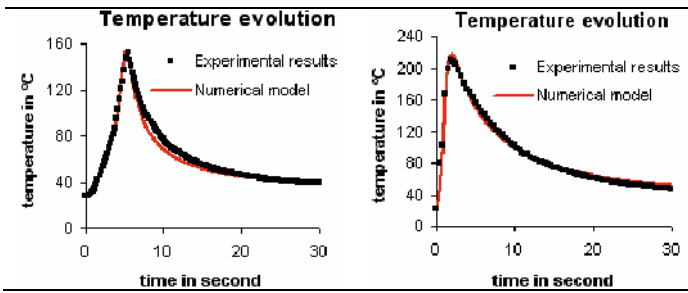 Temperature evolution
160
120
80
40
0
0
10
20
30
temperature in ºC
time in second
Experimental results
Numerical model
Temperature evolution
240
200
160
120
80
40
0
0
10
20
30
temperature in ºC
time in second
Experimental results
Numerical model